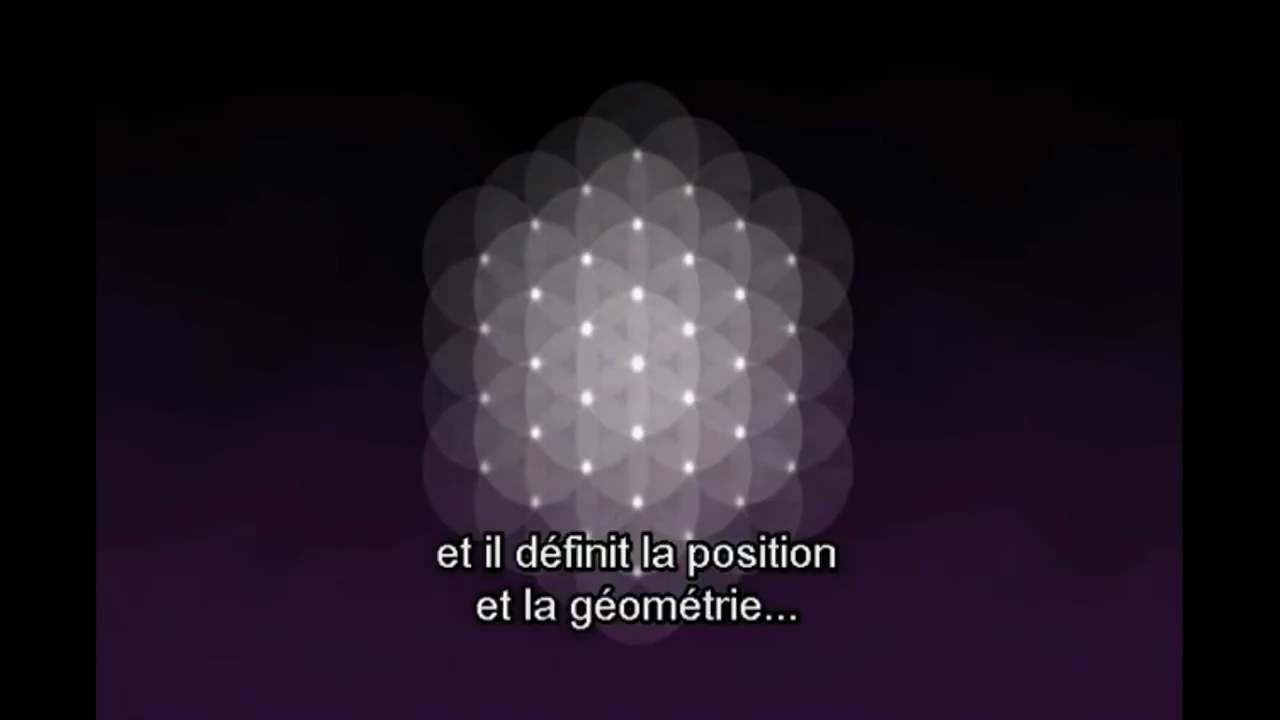 et il définit la position
et la géométrie...